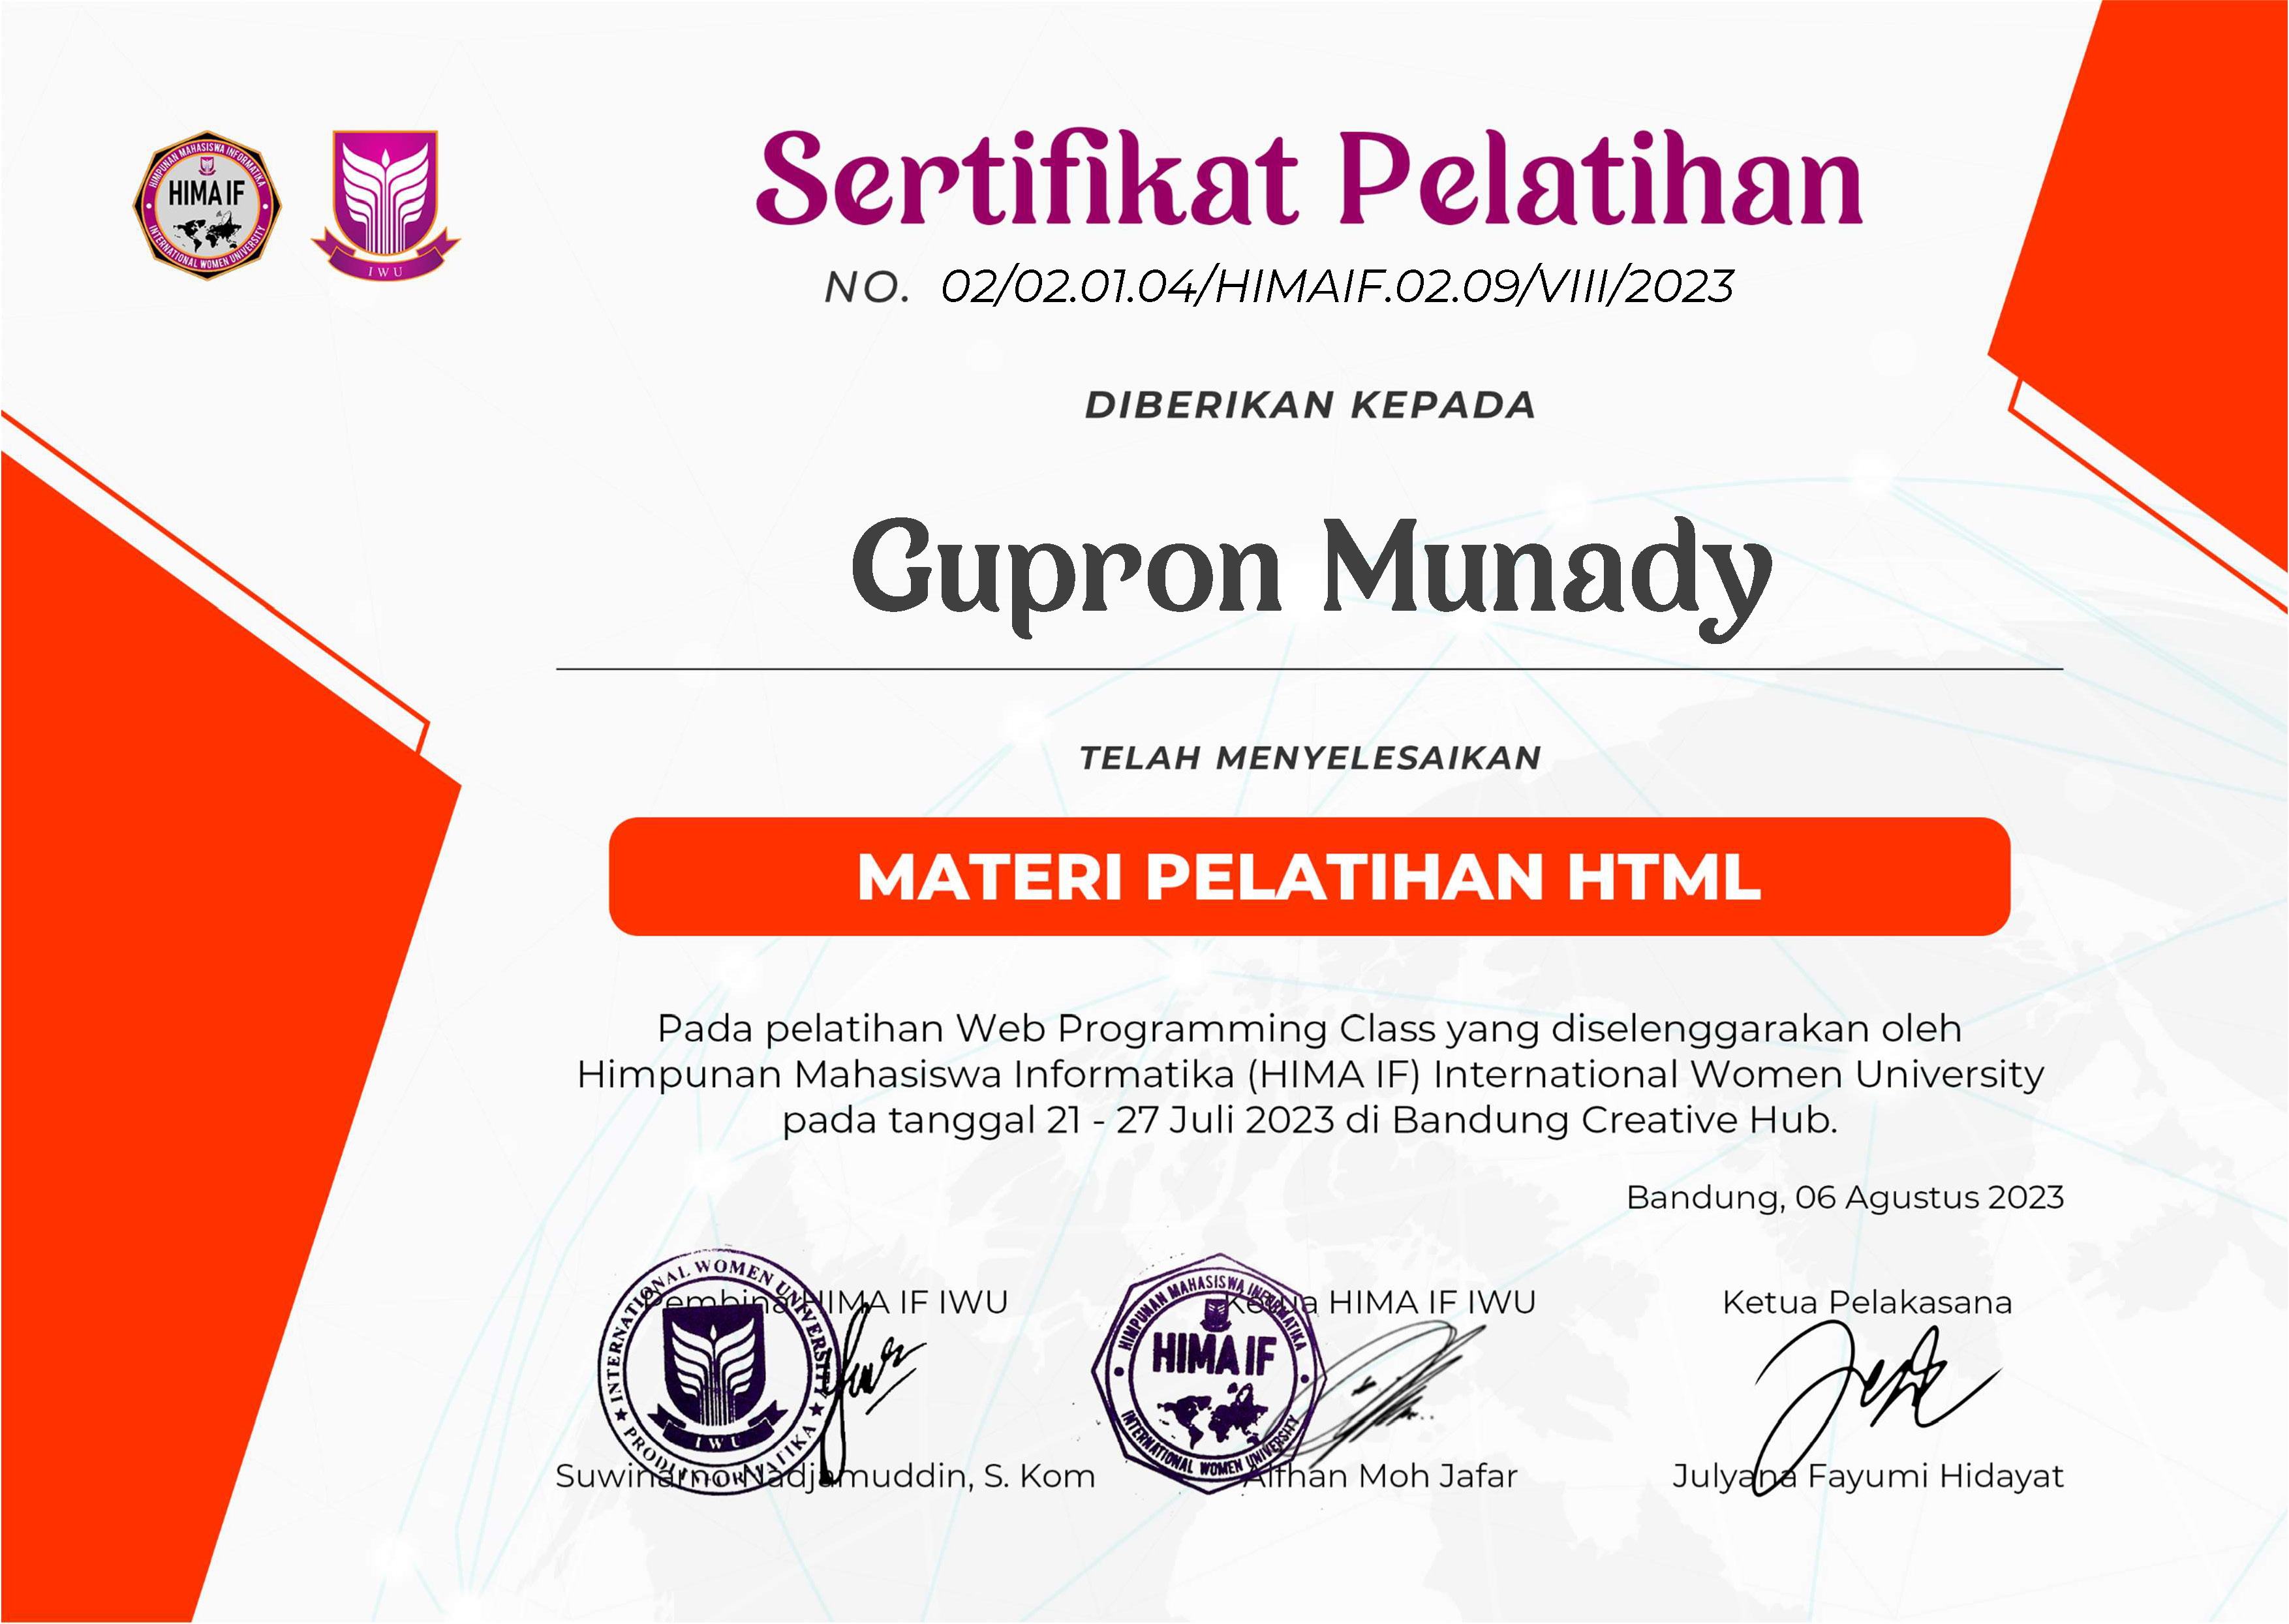 HIMPUNAN MAHASISWA INFORMATIKA
HIMA IF
INTERNATIONAL WOMEN UNIVERSITY
IWU
Sertifikat Pelatihan
NO. 02/02.01.04/HIMAIF.02.09/VIII/2023
DIBERIKAN KEPADA
Gupron Munady
TELAH MENYELESAIKAN
MATERI PELATIHAN HTML
Pada pelatihan Web Programming Class yang diselenggarakan oleh
Himpunan Mahasiswa Informatika (HIMA IF) International Women University
pada tanggal 21 - 27 Juli 2023 di Bandung Creative Hub.
Bandung, 06 Agustus 2023
Pembina HIMA IF IWU
Ketua HIMA IF IWU
Ketua Pelakasana
INTERNATIONAL WOMEN UNIVERSITY
IWU
HIMPUNAN MAHASISWA INFORMATIKA
HIMA IF
INTERNATIONAL WOMEN UNIVERSITY
Suwinarno Nadjamuddin, S. Kom
Moh Jafar
Julyana Fayumi Hidayat